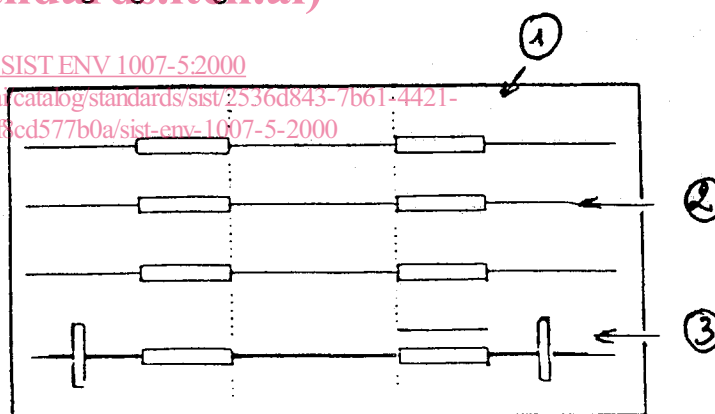 ①
SIST ENV 1007-5:2000
catalog/standards/sist/2536d843-7b61-4421-
8cd577b0a/sist-env-1007-5-2000
②
③